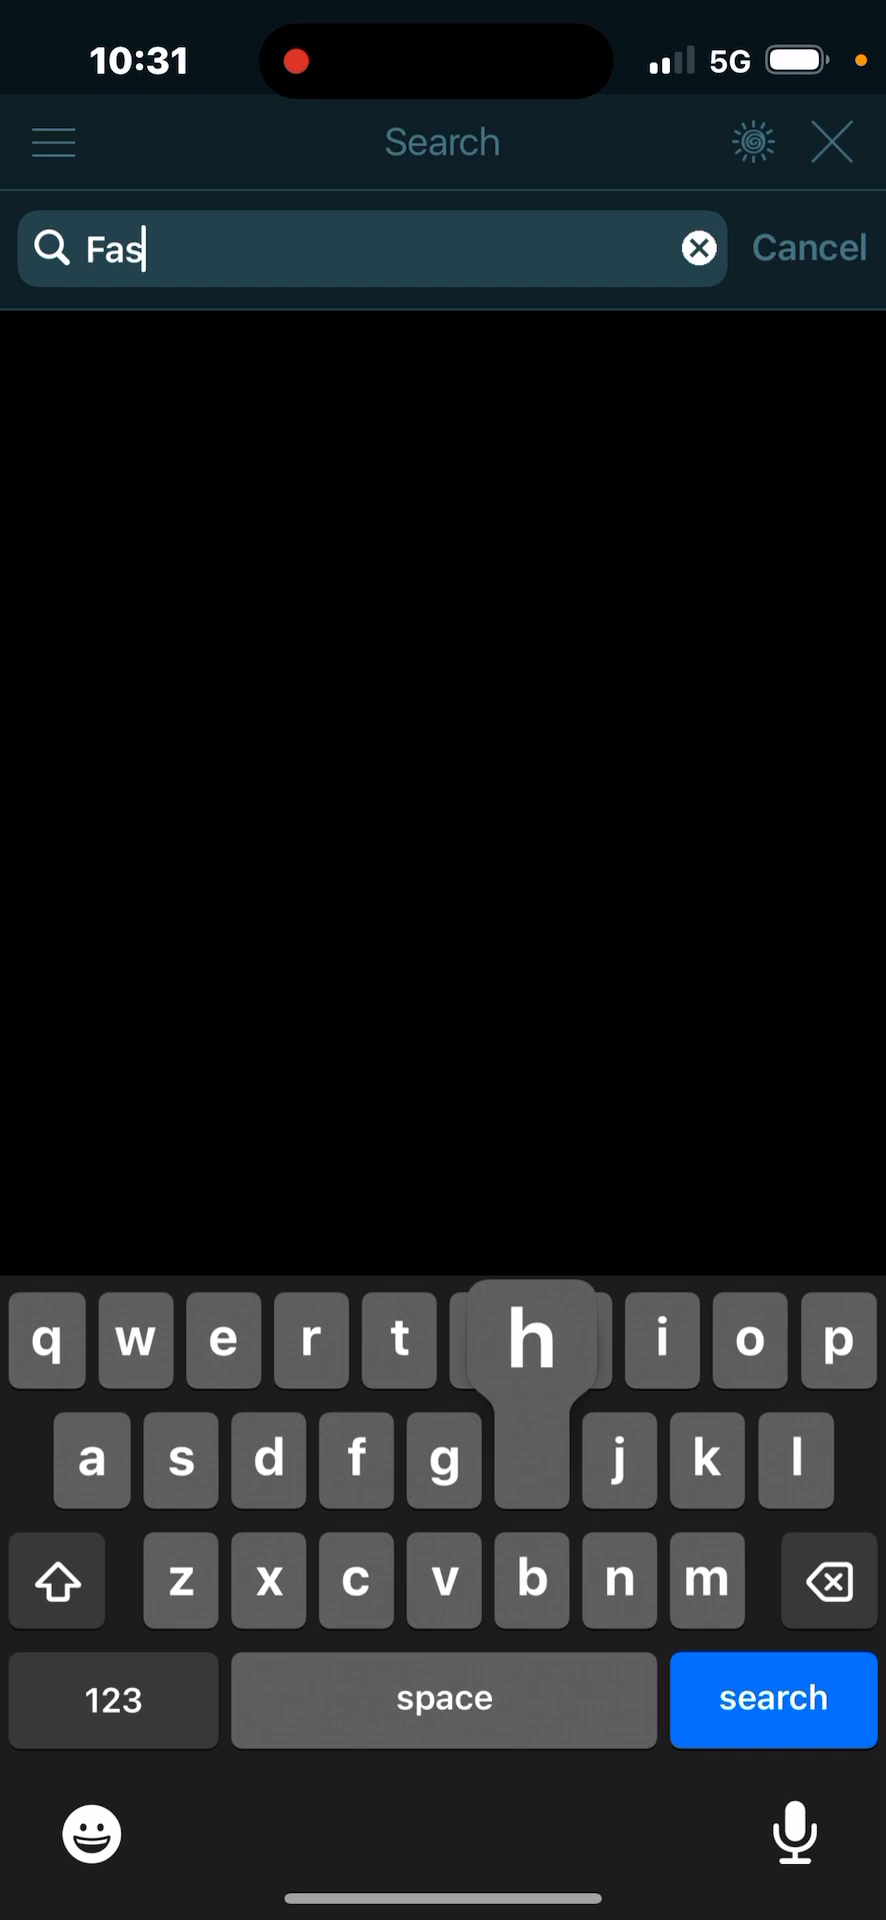 10:31 5G
Search
Fas Cancel
q w e r t h i o p
a s d f g j k l
z x c v b n m
123 space search